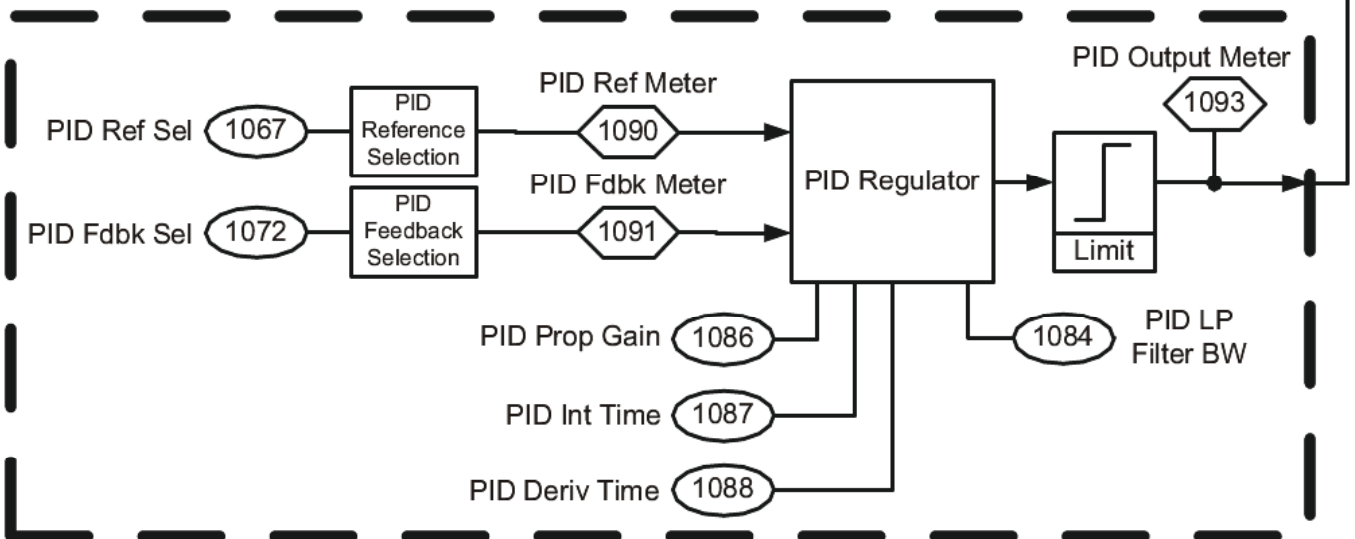 PID Output Meter
1093
PID Ref Meter
PID Ref Sel
1067
PID
Reference
Selection
1090
PID Fdbk Meter
PID Fdbk Sel
1072
PID
Feedback
Selection
1091
PID Regulator
Limit
PID Prop Gain
1086
1084
PID LP
Filter BW
PID Int Time
1087
PID Deriv Time
1088